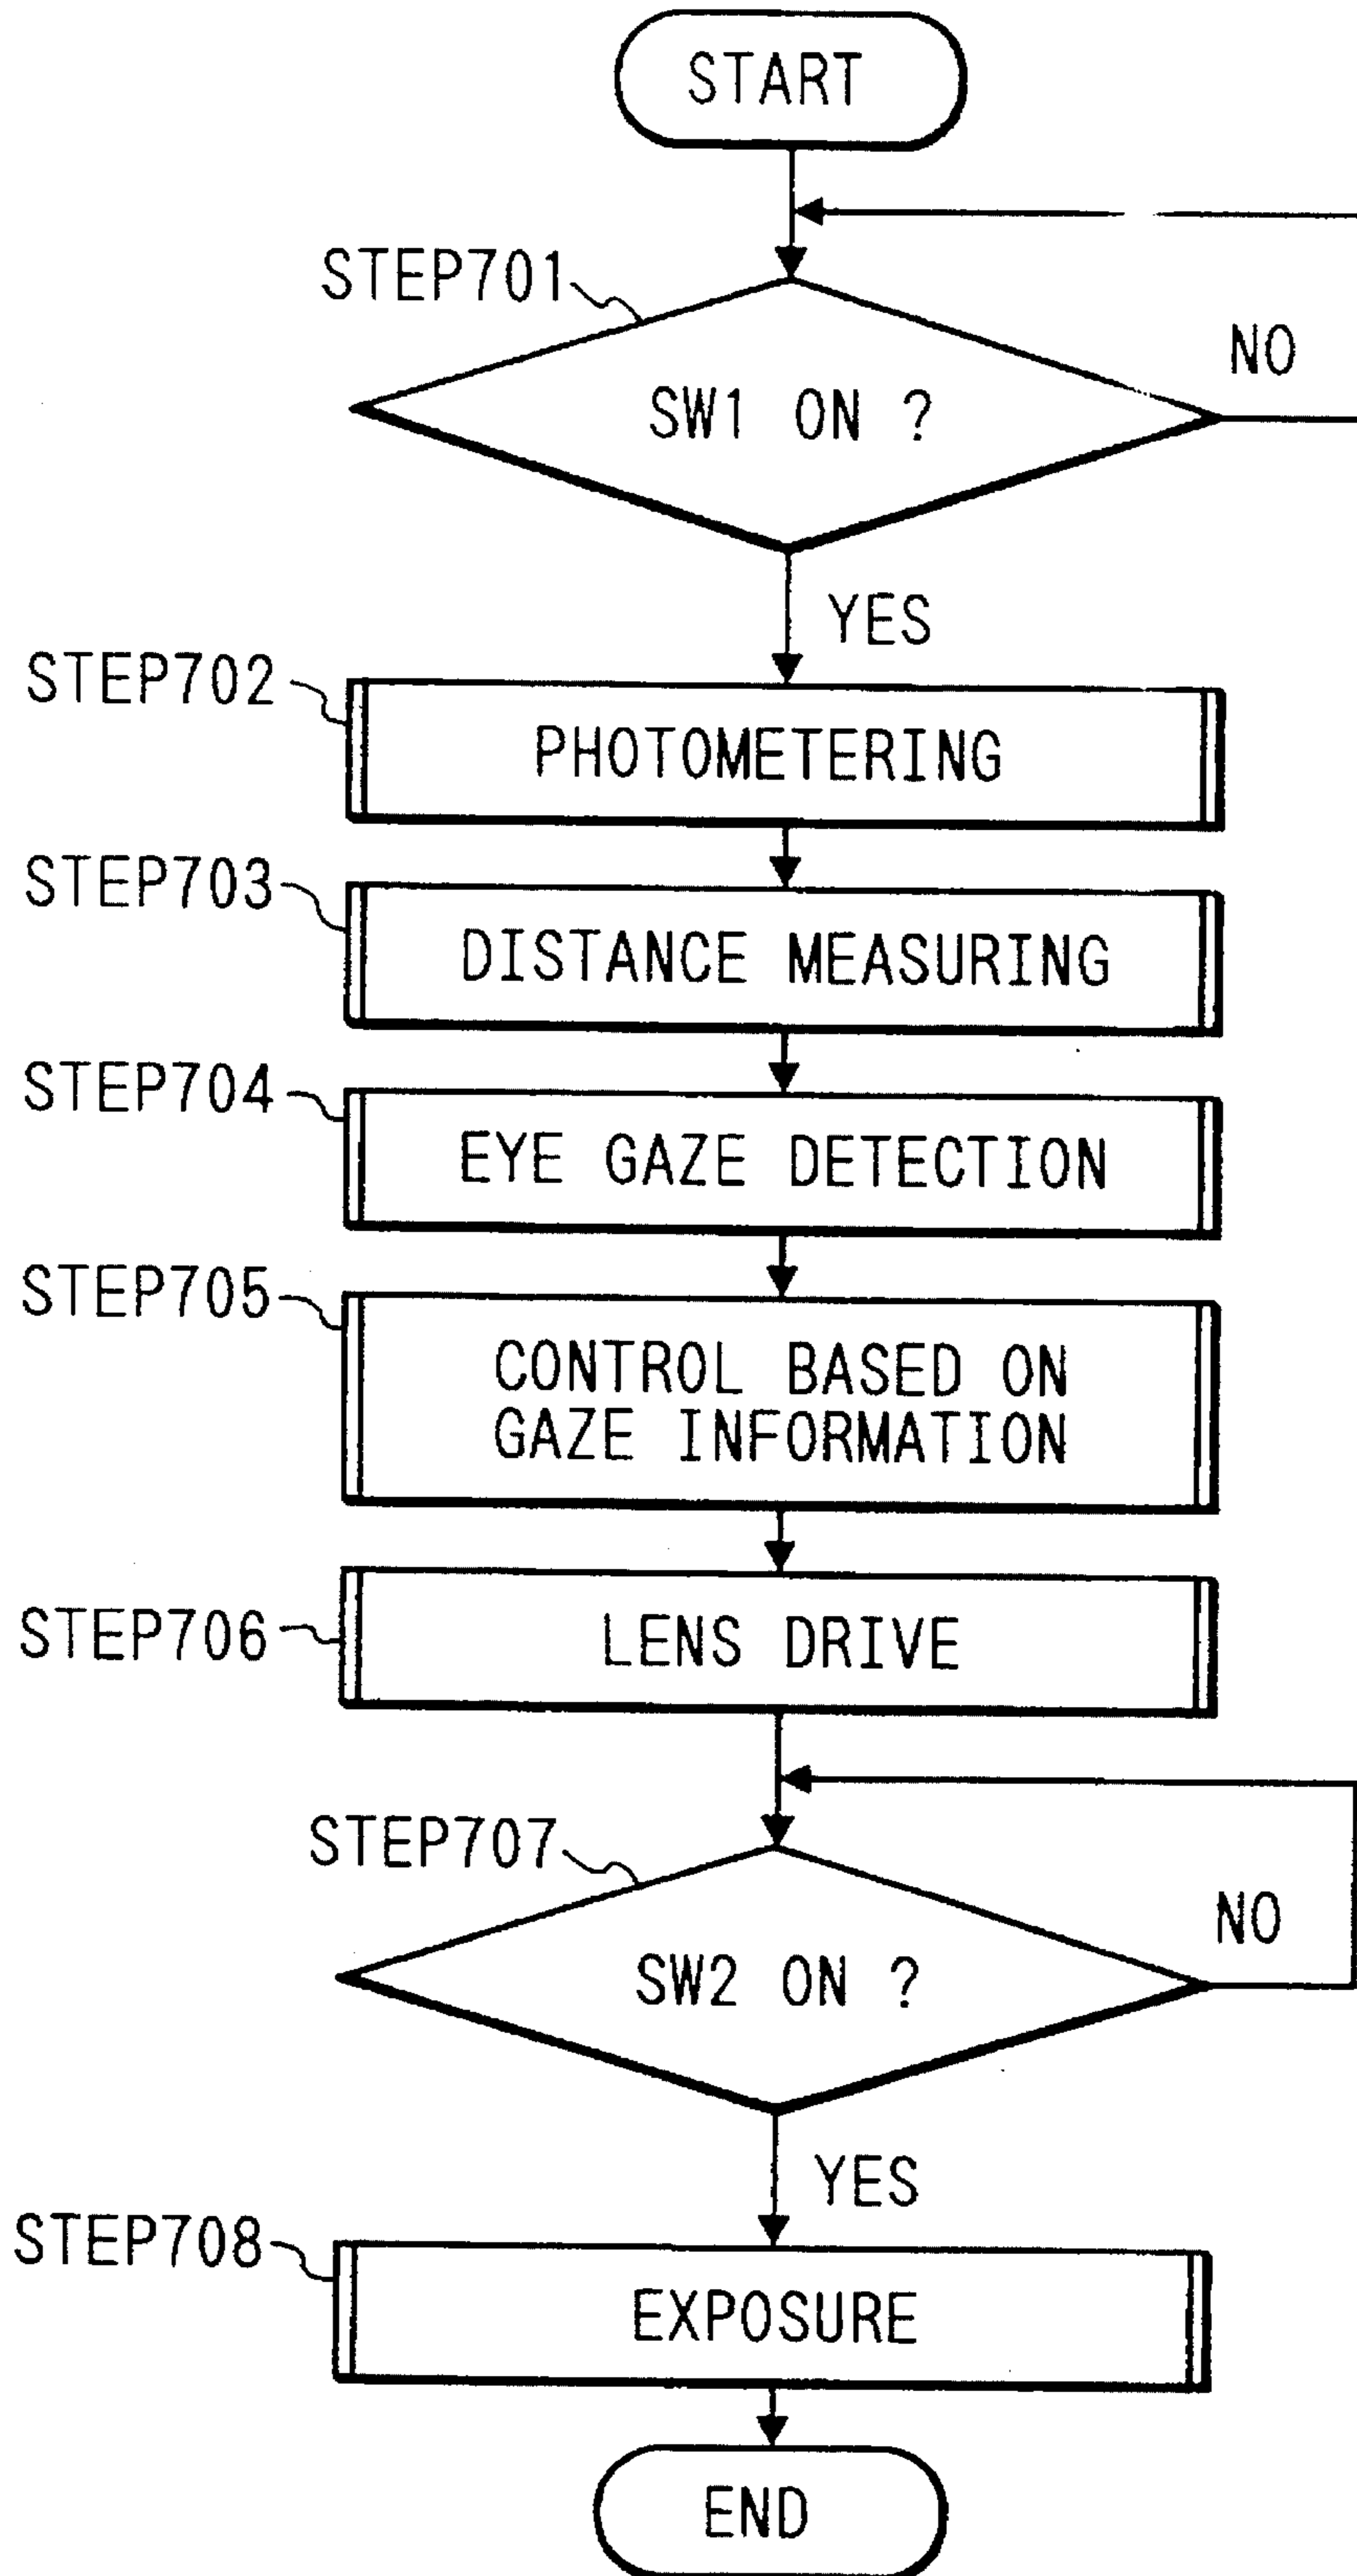 START
STEP701
SW1 ON ?
NO
YES
STEP702
PHOTOMETERING
STEP703
DISTANCE MEASURING
STEP704
EYE GAZE DETECTION
STEP705
CONTROL BASED ON
GAZE INFORMATION
STEP706
LENS DRIVE
STEP707
SW2 ON ?
NO
YES
STEP708
EXPOSURE
END